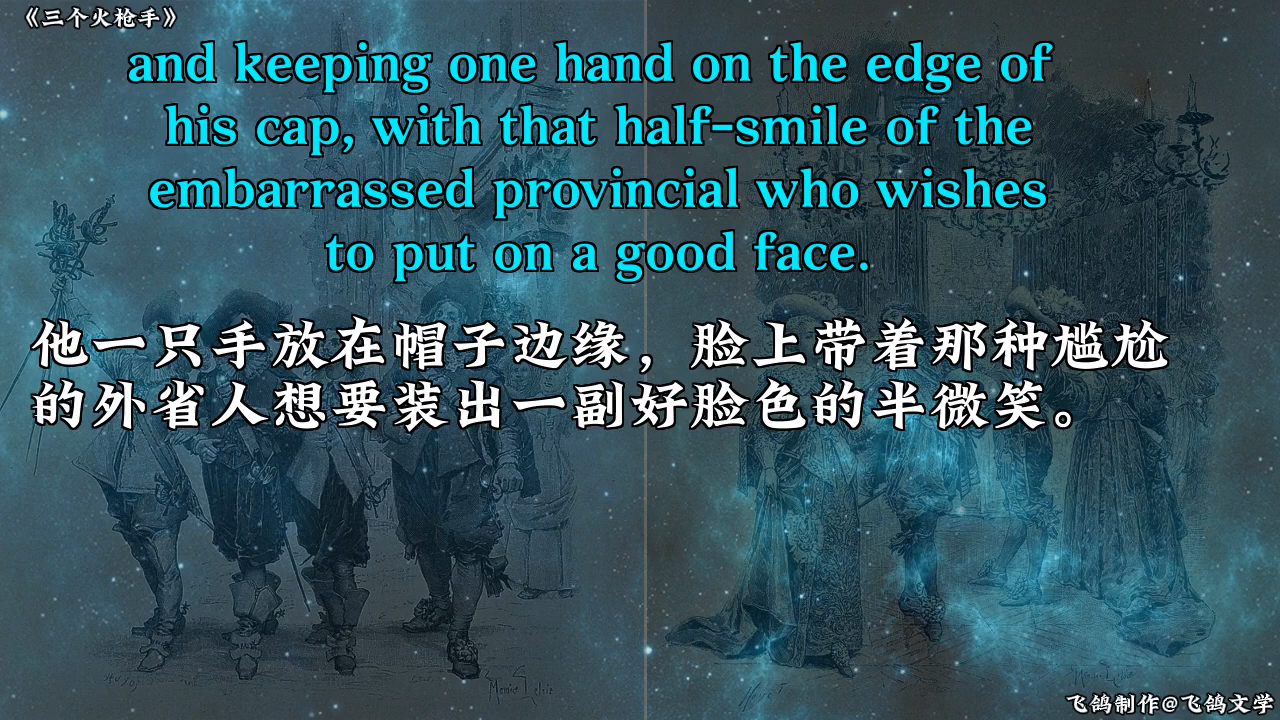 《三个火枪手》
and keeping one hand on the edge of
his cap, with that half-smile of the
embarrassed provincial who wishes
to put on a good face.
他一只手放在帽子边缘，脸上带着那种尴尬
的外省人想要装出一副好脸色的半微笑。
飞鸽制作@飞鸽文学